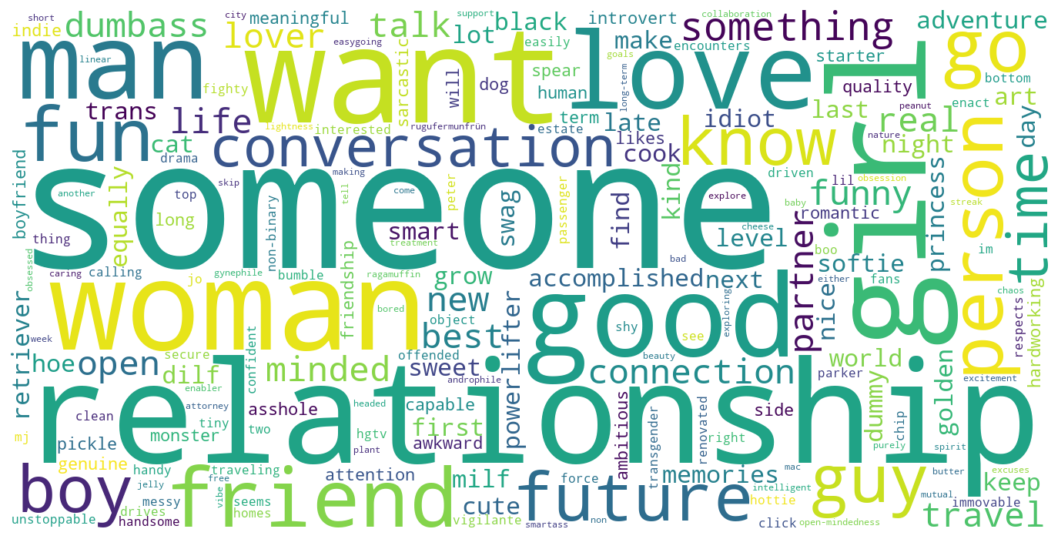 city
short
indie
dumbass
support
meaningful
lover
easygoing
talk
lot
black
easily
introvert
make
collaboration
encounters
goals
something
adventure
go
man
linear
fighty
want
sarcastic
will
dog
spear
human
love
long-term
starter
quality
girl
peanut
last
bottom
enact
art
trans
life
lightness
interested
rugufermunfrün
estate
term
late
idiot
likes
cook
know
nature
real
night
day
fun
cat
drama
skip
conversation
making
driven
obsession
funny
princess
person
time
someone
boyfriend
another
thing
equally
top
long
non-binary
tell
come
peter
smart
swag
passenger
find
kind
explore
lil
baby
romantic
cheese
level
boo
im
streak
obsessed
caring
calling
treatment
gynephile
bumble
friendship
ragamuffin
jo
grow
accomplished
bad
next
partner
softie
nice
fans
either
chaos
respects
hardworking
woman
bored
new
object
best
good
shy
see
exploring
retriever
week
hoe
open
secure
confident
minded
offended
sweet
powerlifter
connection
beauty
world
parker
golden
excitement
dilf
enabler
attorney
headed
androphile
relationship
clean
tiny
asshole
two
hgtv
capable
first
awkward
ambitious
transgender
renovated
side
right
dummy
chip
purely
spirit
mj
pickle
monster
plant
genuine
handy
traveling
attention
milf
force
memories
mac
intelligent
guy
butter
keep
excuses
boy
jelly
free
seems
messy
drives
homes
vibe
friend
cute
future
hottie
mutual
immovable
unstoppable
handsome
vigilante
smartass
non
click
open-mindedness
travel